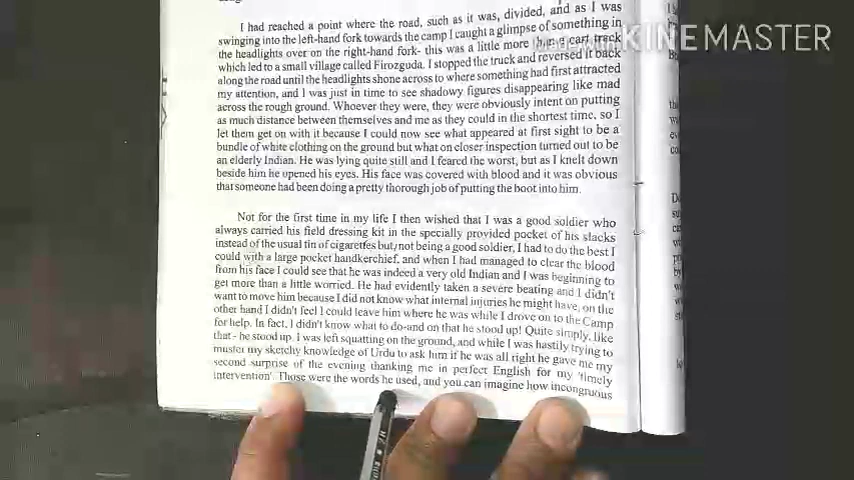 Made with KINEMASTER
I had reached a point where the road, such as it was, divided, and as I was
swinging into the left-hand fork towards the camp I caught a glimpse of something in
the headlights over on the right-hand fork- this was a little more than a cart track
which led to a small village called Firozguda. I stopped the truck and reversed it back
along the road until the headlights shone across to where something had first attracted
my attention, and I was just in time to see shadowy figures disappearing like mad
across the rough ground. Whoever they were, they were obviously intent on putting
as much distance between themselves and me as they could in the shortest time, so I
let them get on with it because I could now see what appeared at first sight to be a
bundle of white clothing on the ground but what on closer inspection turned out to be
an elderly Indian. He was lying quite still and I feared the worst, but as I knelt down
beside him he opened his eyes. His face was covered with blood and it was obvious
that someone had been doing a pretty thorough job of putting the boot into him.
Not for the first time in my life I then wished that I was a good soldier who
always carried his field dressing kit in the specially provided pocket of his slacks
instead of the usual tin of cigarettes but, not being a good soldier, I had to do the best I
could with a large pocket handkerchief, and when I had managed to clear the blood
from his face I could see that he was indeed a very old Indian and I was beginning to
get more than a little worried. He had evidently taken a severe beating and I didn't
want to move him because I did not know what internal injuries he might have, on the
other hand I didn't feel I could leave him where he was while I drove on to the Camp
for help. In fact, I didn't know what to do-and on that he stood up! Quite simply, like
that - he stood up. I was left squatting on the ground, and while I was hastily trying to
muster my sketchy knowledge of Urdu to ask him if he was all right he gave me my
second surprise of the evening thanking me in perfect English for my 'timely
intervention'. Those were the words he used, and you can imagine how incongruous